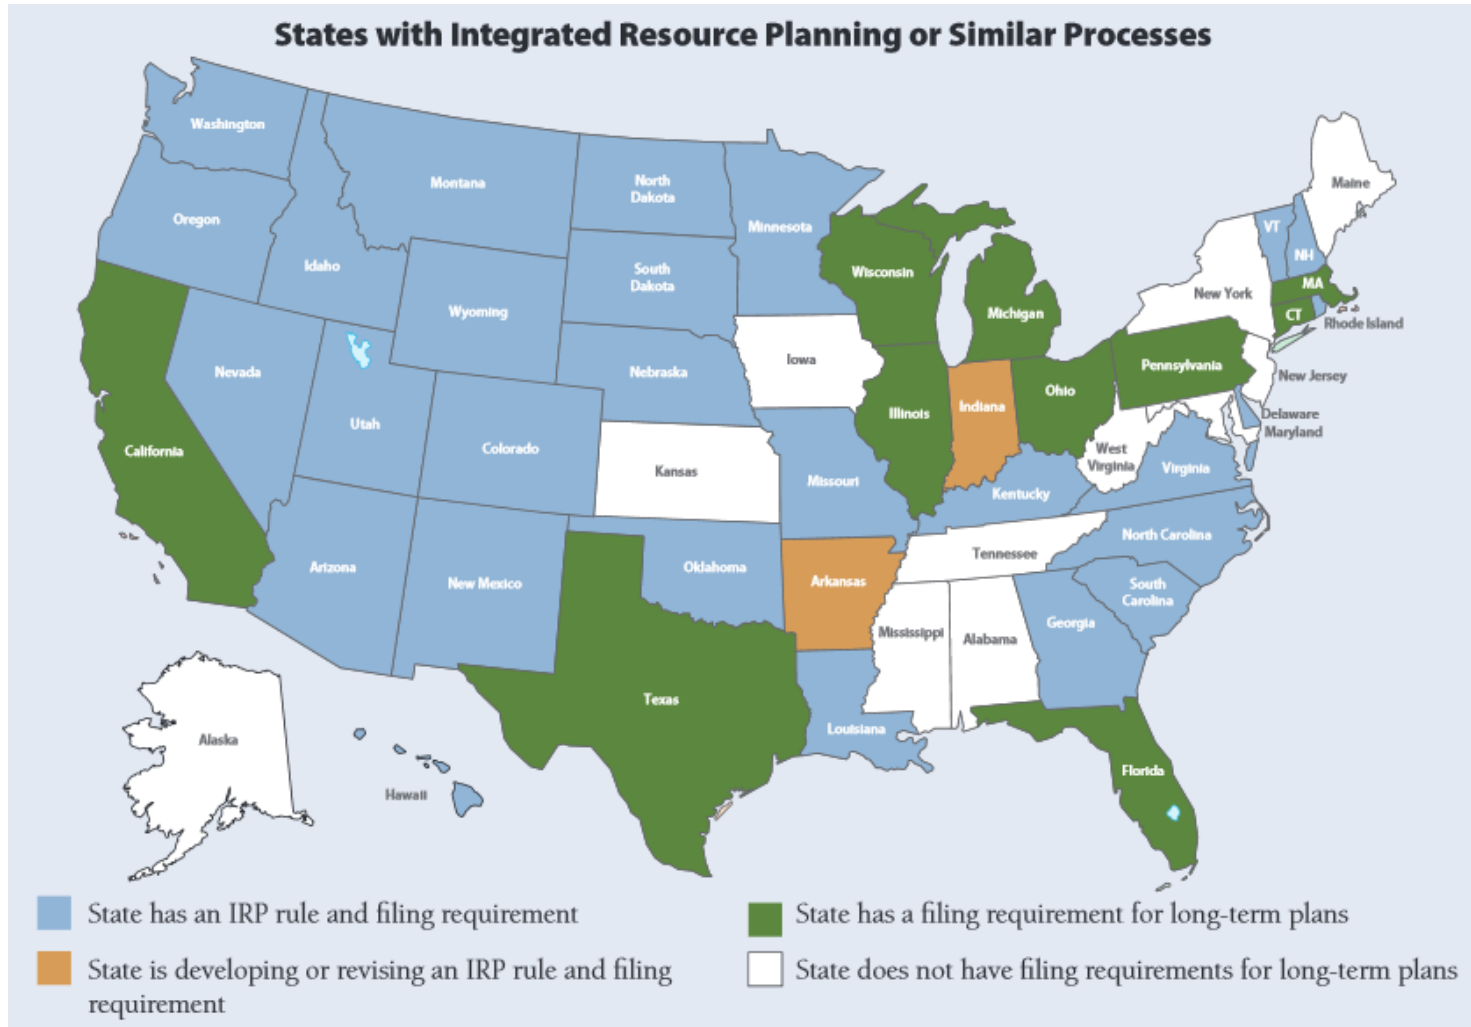 States with Integrated Resource Planning or Similar Processes
Washington
Montana
North
Dakota
Minnesota
Maine
Oregon
Idaho
South
Dakota
Wisconsin
VT
NH
MA
New York
CT
Rhode Island
Wyoming
Michigan
Iowa
Nevada
Nebraska
Pennsylvania
New Jersey
Ohio
Indiana
Illinois
Delaware
Maryland
Utah
Colorado
California
Kansas
Missouri
West
Virginia
Virginia
Kentucky
North Carolina
Tennessee
Arizona
New Mexico
Oklahoma
Arkansas
South
Carolina
Georgia
Mississippi
Alabama
Texas
Louisiana
Alaska
Florida
Hawaii
State has an IRP rule and filing requirement
State has a filing requirement for long-term plans
State is developing or revising an IRP rule and filing
requirement
State does not have filing requirements for long-term plans